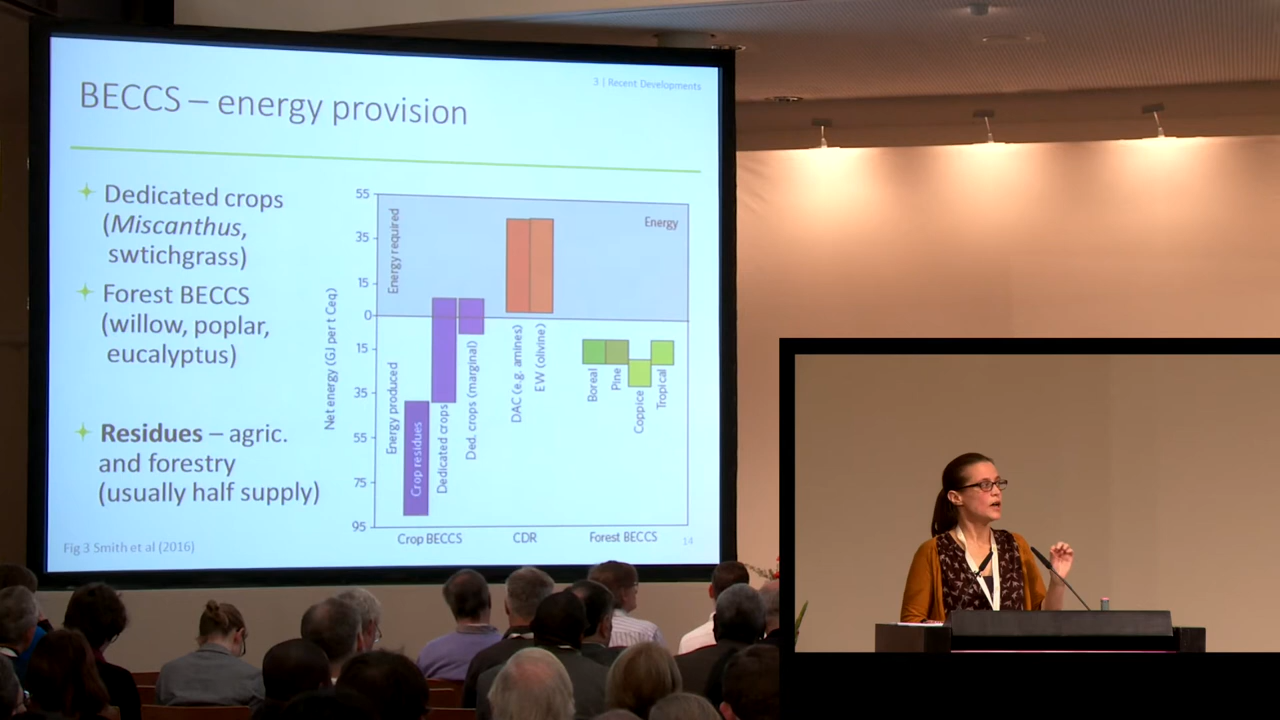 3 | Recent Developments
BECCS – energy provision
Dedicated crops
(Miscanthus,
swtichgrass)
Forest BECCS
(willow, poplar,
eucalyptus)
Residues – agric.
and forestry
(usually half supply)
Fig 3 Smith et al (2016)
Net energy (GJ per t Ceq)
55
35
15
0
15
35
55
75
95
Energy required
Energy produced
Energy
Crop residues
Dedicated crops
Ded. crops (marginal)
DAC (e.g. amines)
EW (olivine)
Boreal
Pine
Coppice
Tropical
Crop BECCS
CDR
Forest BECCS
14